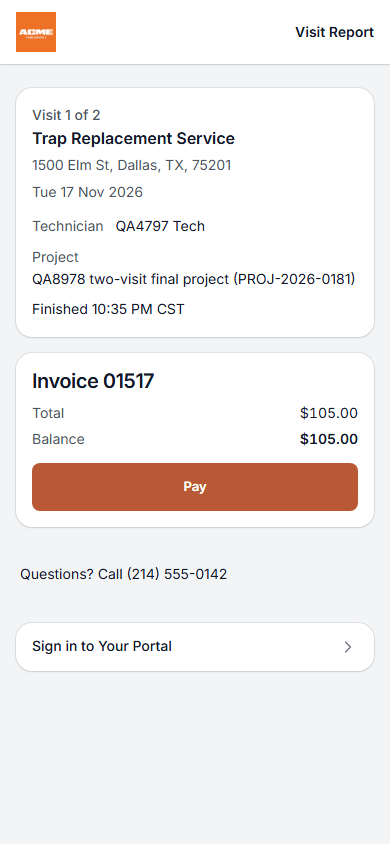 ACME
Visit Report
Visit 1 of 2
Trap Replacement Service
1500 Elm St, Dallas, TX, 75201
Tue 17 Nov 2026
Technician QA4797 Tech
Project
QA8978 two-visit final project (PROJ-2026-0181)
Finished 10:35 PM CST
Invoice 01517
Total $105.00
Balance $105.00
Pay
Questions? Call (214) 555-0142
Sign in to Your Portal